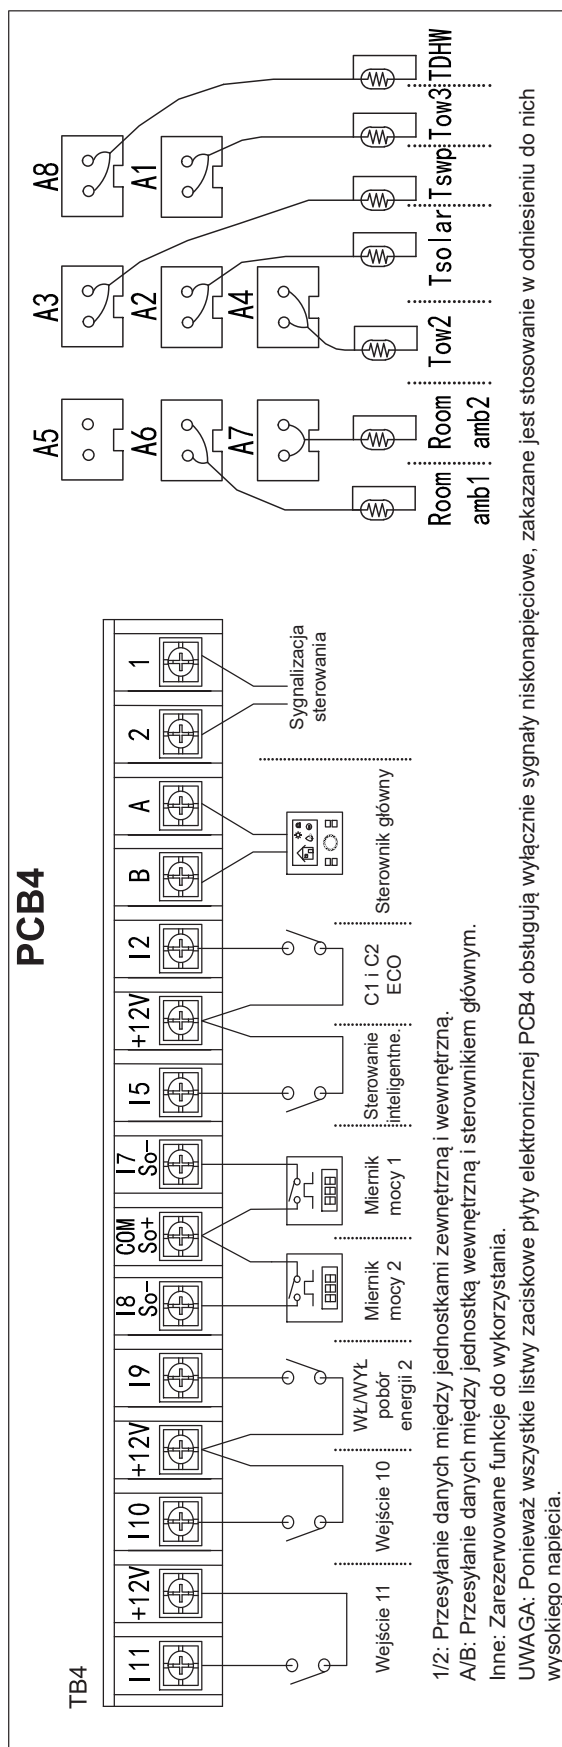 PCB4
TB4
I11
+12V
I10
+12V
I9
I8
So-
COM
So+
I7
So-
I5
+12V
I2
B
A
2
1
Wejście 11
Wejście 10
WŁ/WYŁ
pobór
energii 2
Miernik
mocy 2
Miernik
mocy 1
Sterowanie
inteligentne.
C1 i C2
ECO
Sterownik główny
Sygnalizacja
sterowania
A5
A3
A8
A6
A2
A1
A7
A4
Room
amb1
Room
amb2
Tow2
Tsolar
Tswp
Tow3
TDHW
1/2: Przesyłanie danych między jednostkami zewnętrzną i wewnętrzną.
A/B: Przesyłanie danych między jednostką wewnętrzną i sterownikiem głównym.
Inne: Zarezerwowane funkcje do wykorzystania.
UWAGA: Ponieważ wszystkie listwy zaciskowe płyty elektronicznej PCB4 obsługują wyłącznie sygnały niskonapięciowe, zakazane jest stosowanie w odniesieniu do nich
wysokiego napięcia.